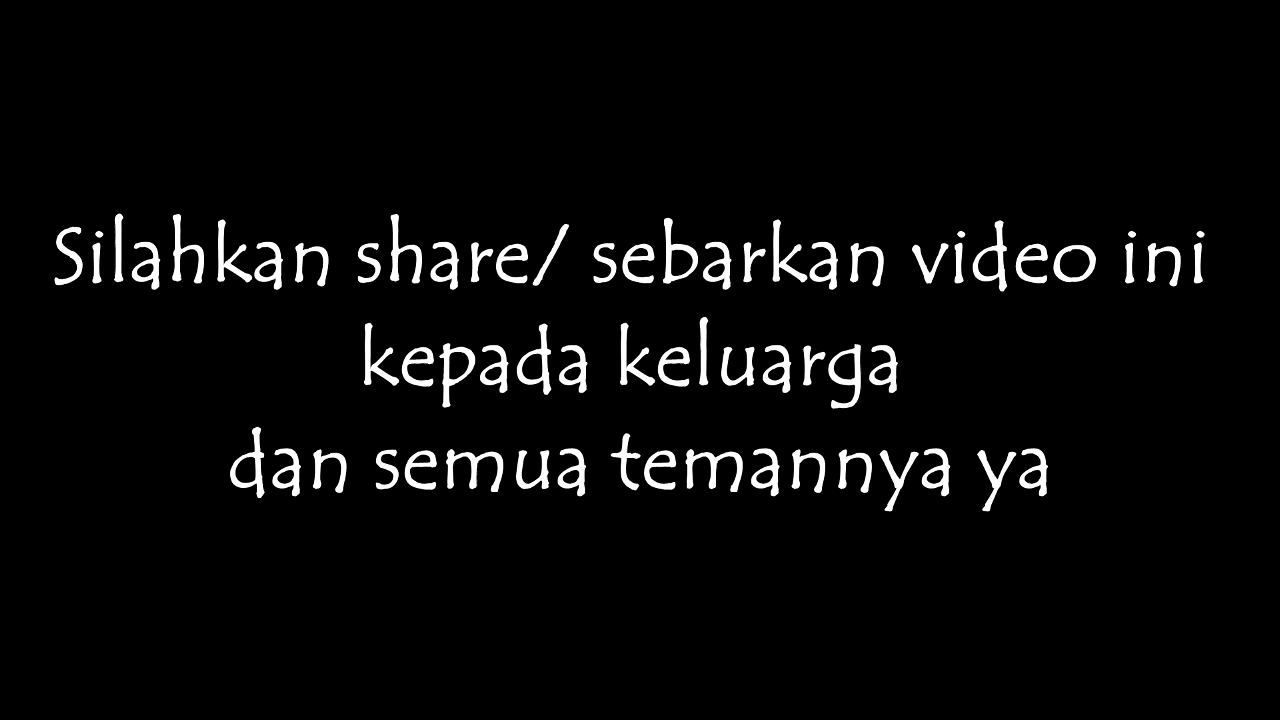 Silahkan share/ sebarkan video ini
kepada keluarga
dan semua temannya ya